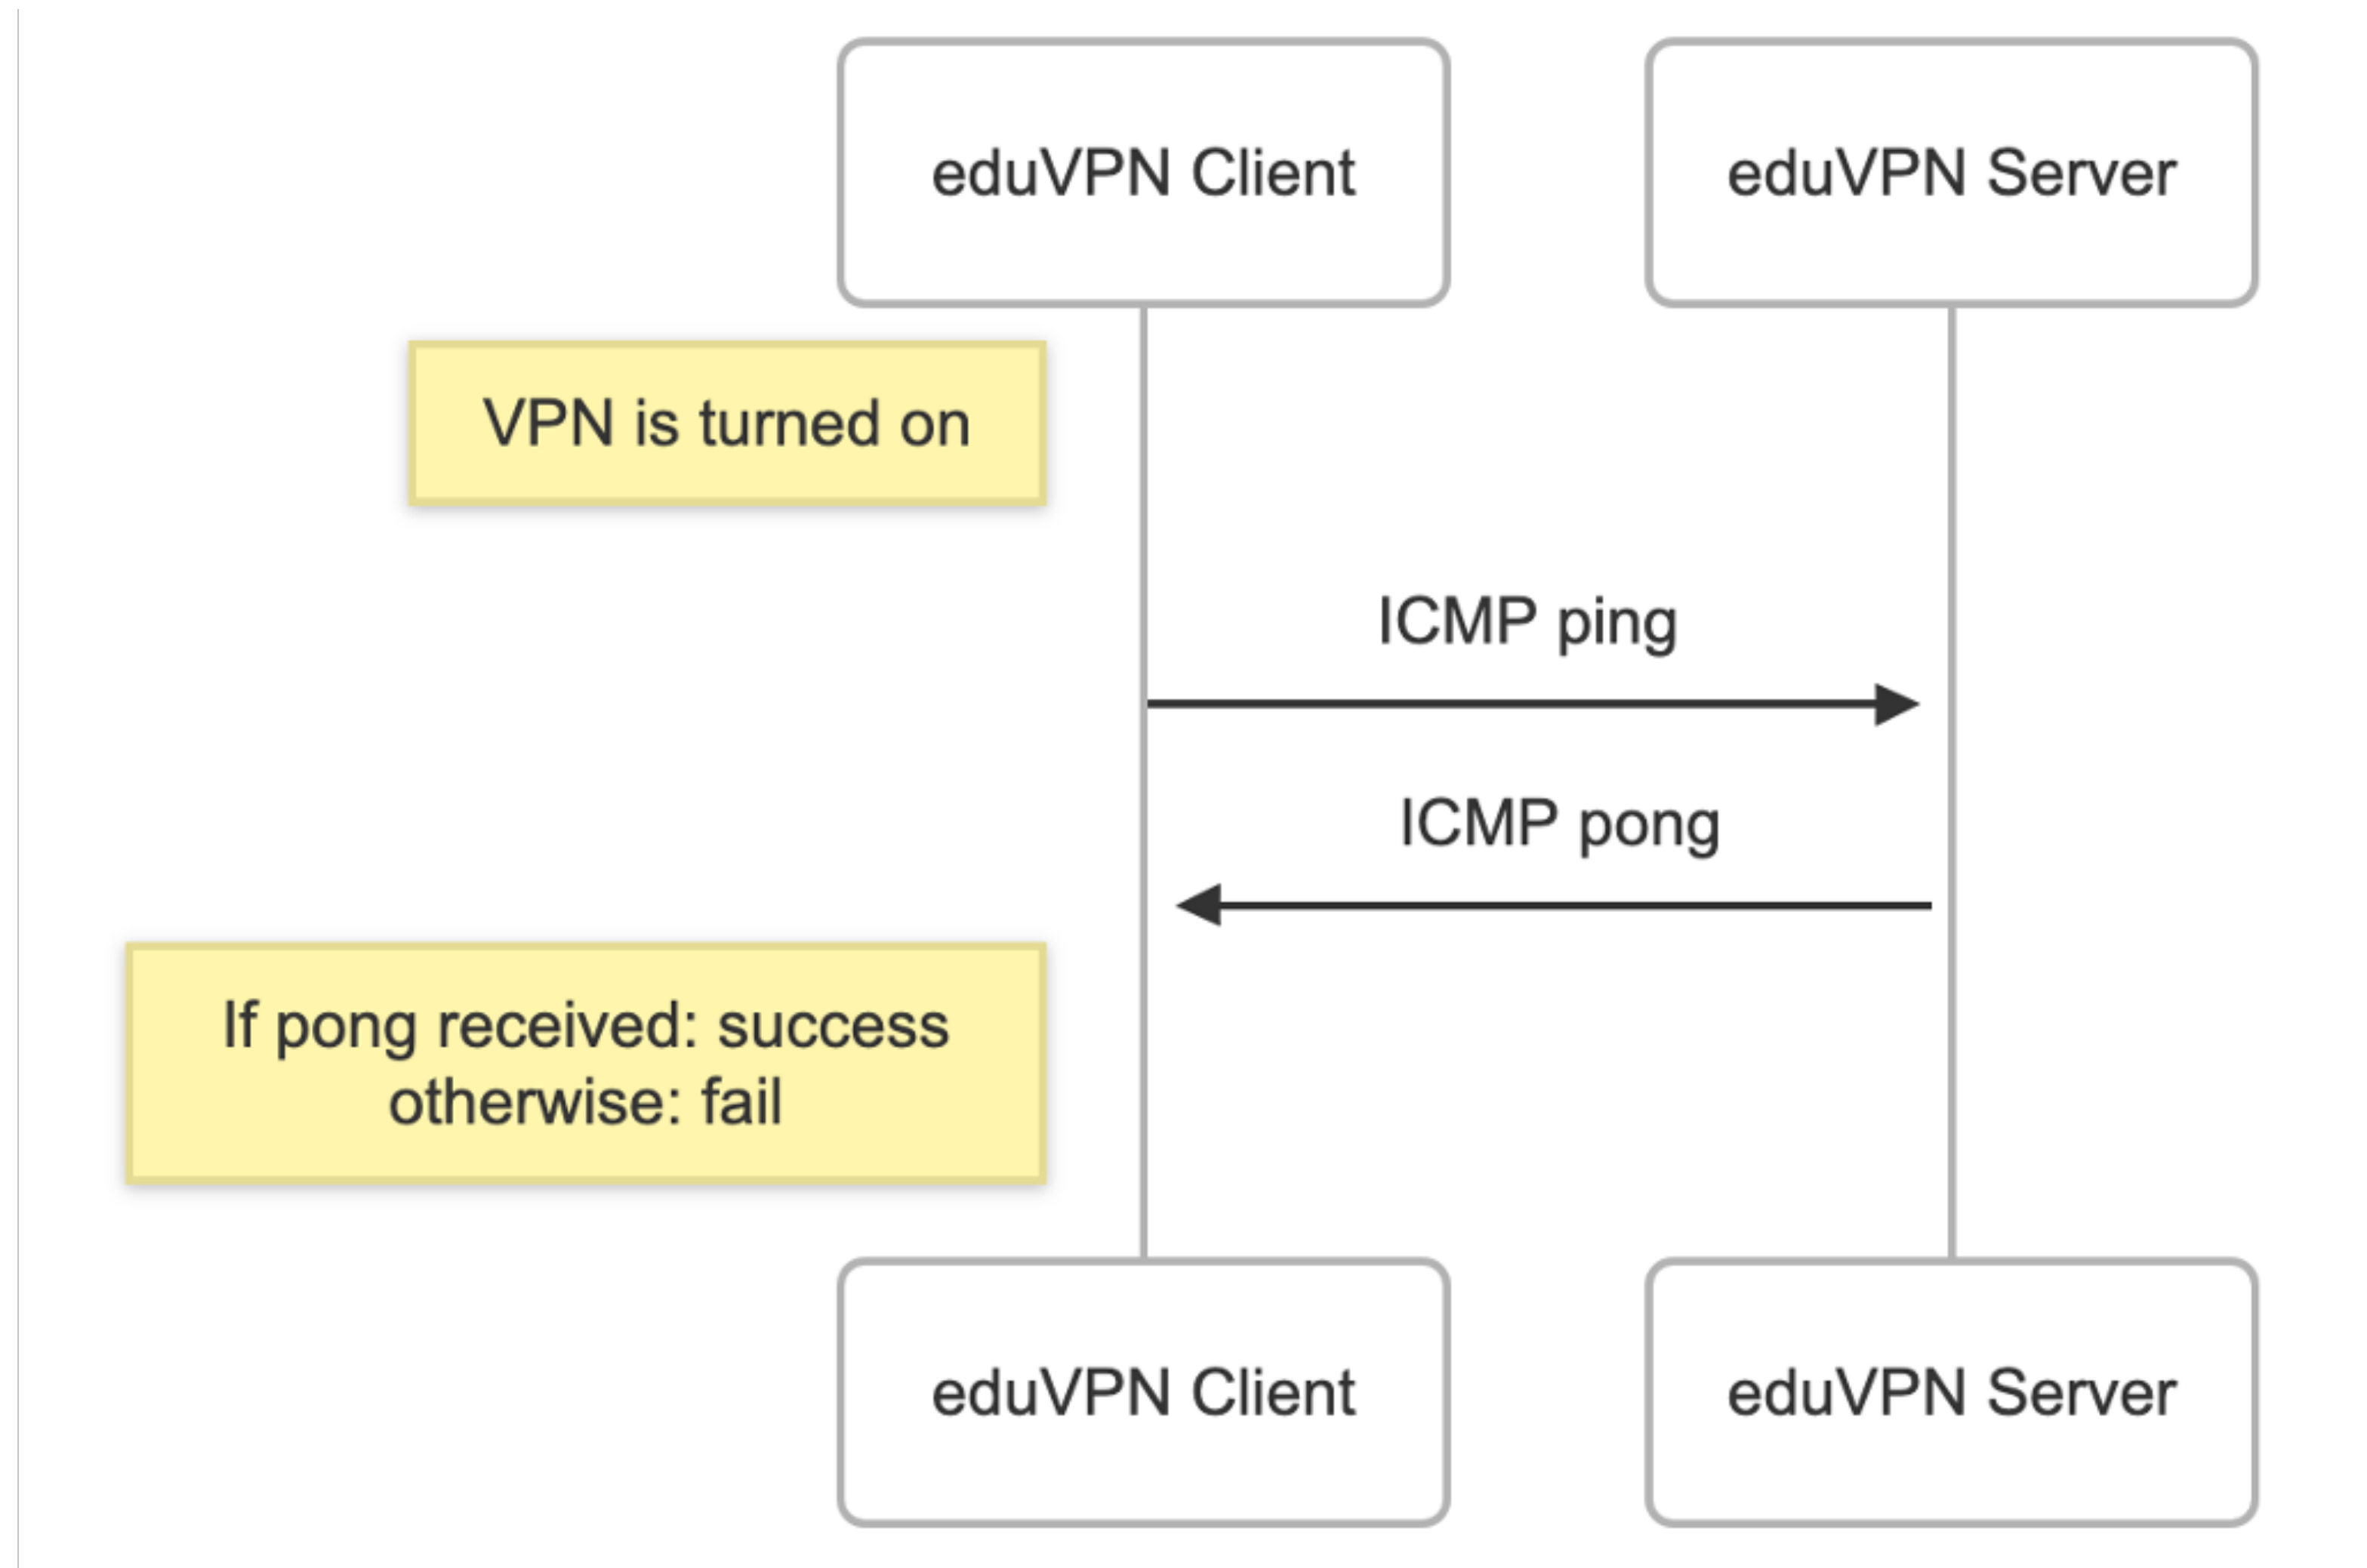 eduVPN Client
eduVPN Server
VPN is turned on
ICMP ping
ICMP pong
If pong received: success
otherwise: fail
eduVPN Client
eduVPN Server